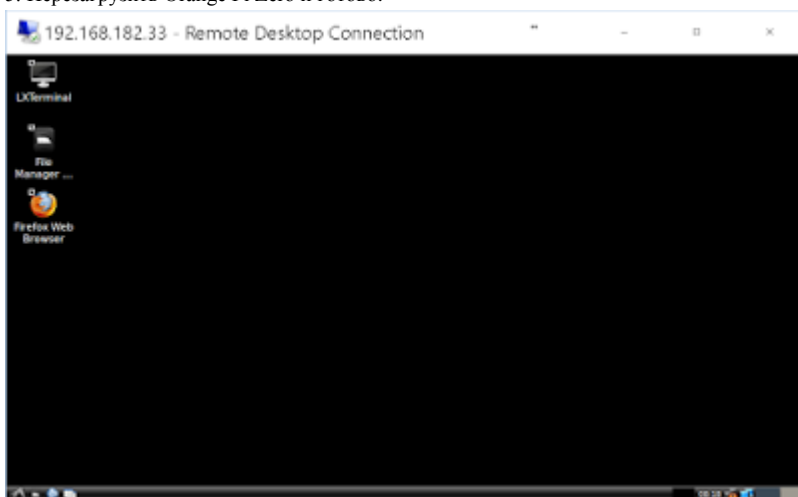 192.168.182.33 - Remote Desktop Connection
LXTerminal
File
Manager ...
Firefox Web
Browser